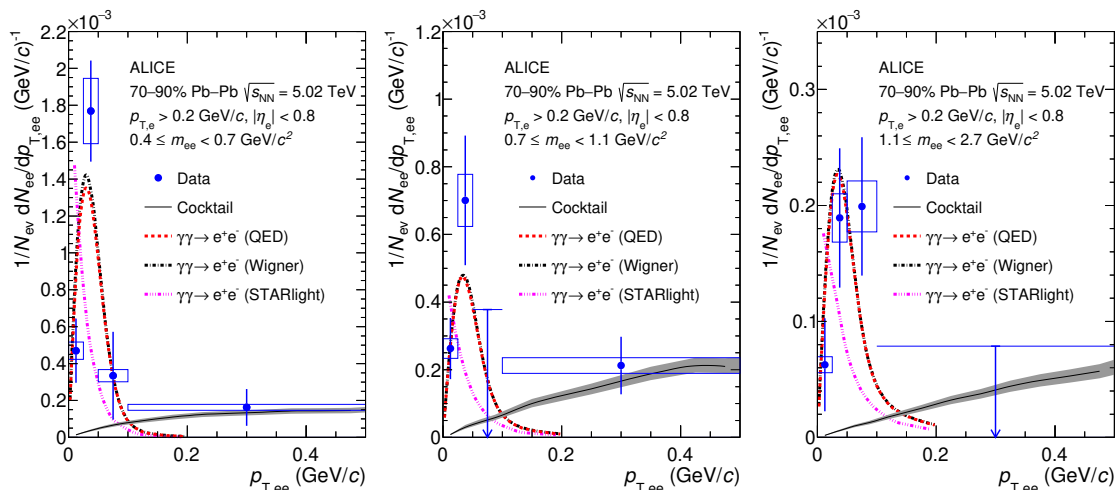 ×10⁻³
1/N_ev dN_ee/dp_T,ee (GeV/c)⁻¹
2.2
2
1.8
1.6
1.4
1.2
1
0.8
0.6
0.4
0.2
0
ALICE
70–90% Pb–Pb √s_NN = 5.02 TeV
p_T,e > 0.2 GeV/c, |η_e| < 0.8
0.4 ≤ m_ee < 0.7 GeV/c²
Data
Cocktail
γγ → e⁺e⁻ (QED)
γγ → e⁺e⁻ (Wigner)
γγ → e⁺e⁻ (STARlight)
0 0.2 0.4
p_T,ee (GeV/c)
×10⁻³
1/N_ev dN_ee/dp_T,ee (GeV/c)⁻¹
1.2
1
0.8
0.6
0.4
0.2
0
ALICE
70–90% Pb–Pb √s_NN = 5.02 TeV
p_T,e > 0.2 GeV/c, |η_e| < 0.8
0.7 ≤ m_ee < 1.1 GeV/c²
Data
Cocktail
γγ → e⁺e⁻ (QED)
γγ → e⁺e⁻ (Wigner)
γγ → e⁺e⁻ (STARlight)
0 0.2 0.4
p_T,ee (GeV/c)
×10⁻³
1/N_ev dN_ee/dp_T,ee (GeV/c)⁻¹
0.3
0.2
0.1
0
ALICE
70–90% Pb–Pb √s_NN = 5.02 TeV
p_T,e > 0.2 GeV/c, |η_e| < 0.8
1.1 ≤ m_ee < 2.7 GeV/c²
Data
Cocktail
γγ → e⁺e⁻ (QED)
γγ → e⁺e⁻ (Wigner)
γγ → e⁺e⁻ (STARlight)
0 0.2 0.4
p_T,ee (GeV/c)